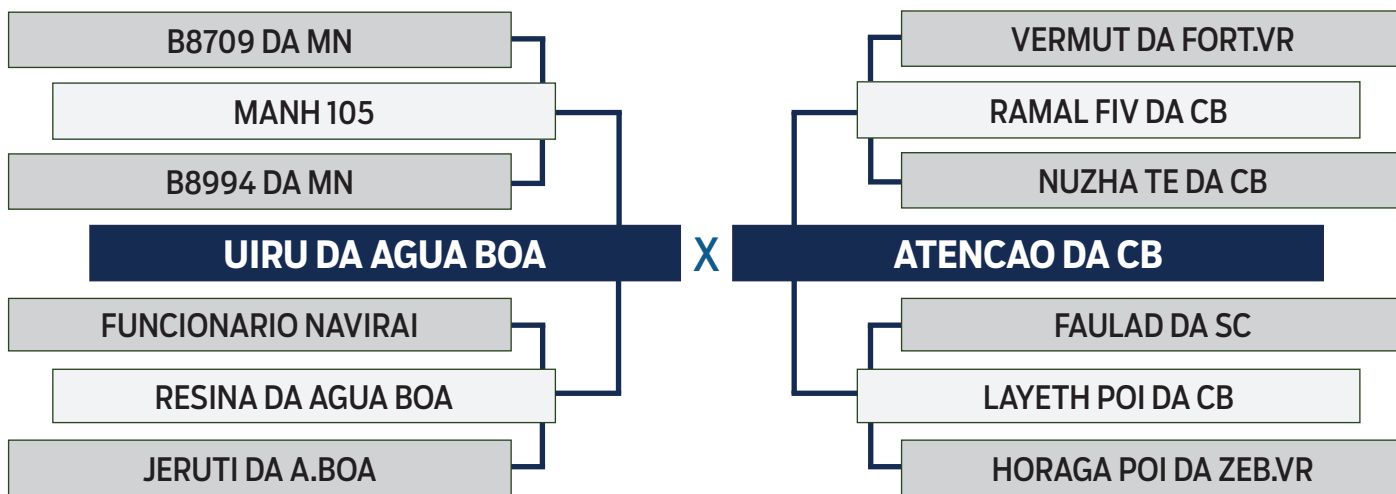 B8709 DA MN
MANH 105
B8994 DA MN
UIRU DA AGUA BOA
FUNCIONARIO NAVIRAI
RESINA DA AGUA BOA
JERUTI DA A.BOA
X
VERMUT DA FORT.VR
RAMAL FIV DA CB
NUZHA TE DA CB
ATENCAO DA CB
FAULAD DA SC
LAYETH POI DA CB
HORAGA POI DA ZEB.VR